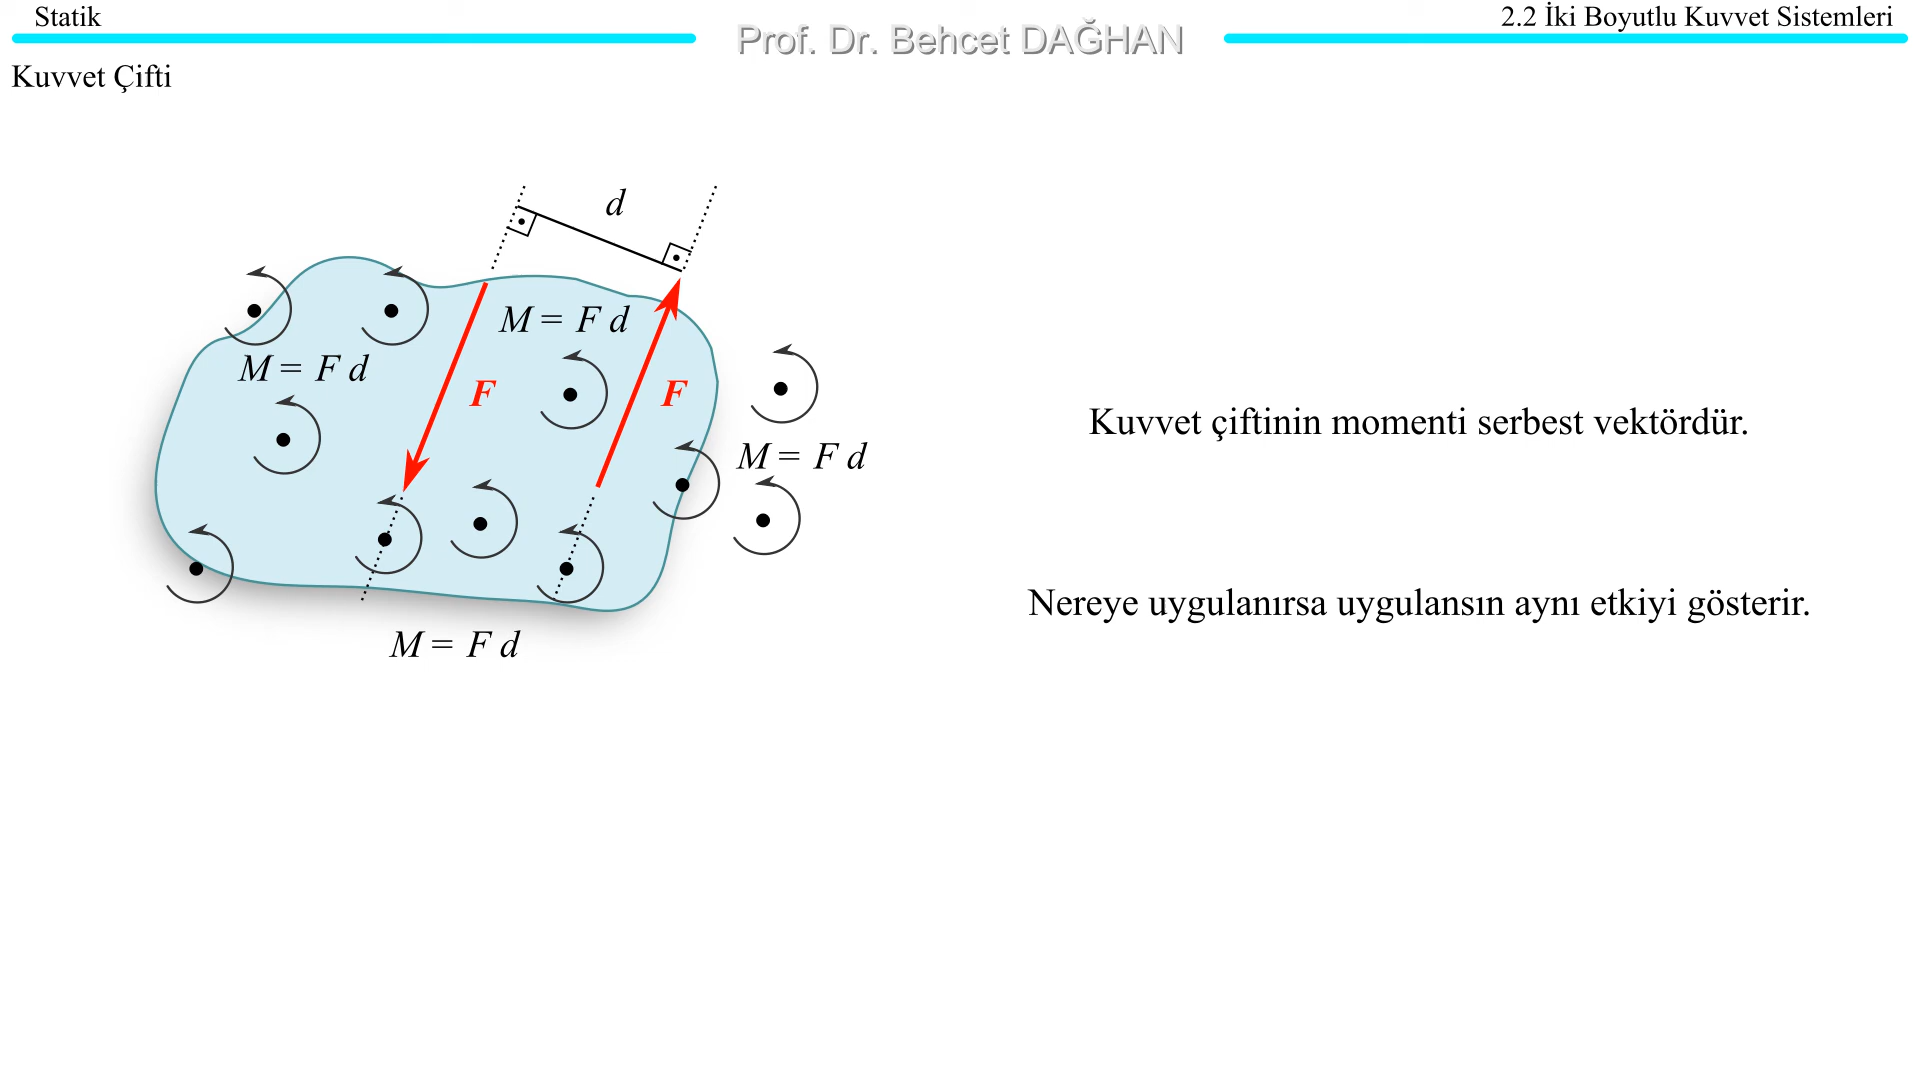 Statik
Prof. Dr. Behcet DAĞHAN
2.2 İki Boyutlu Kuvvet Sistemleri
Kuvvet Çifti
d
M = F d
M = F d
F
F
Kuvvet çiftinin momenti serbest vektördür.
M = F d
Nereye uygulanırsa uygulansın aynı etkiyi gösterir.
M = F d